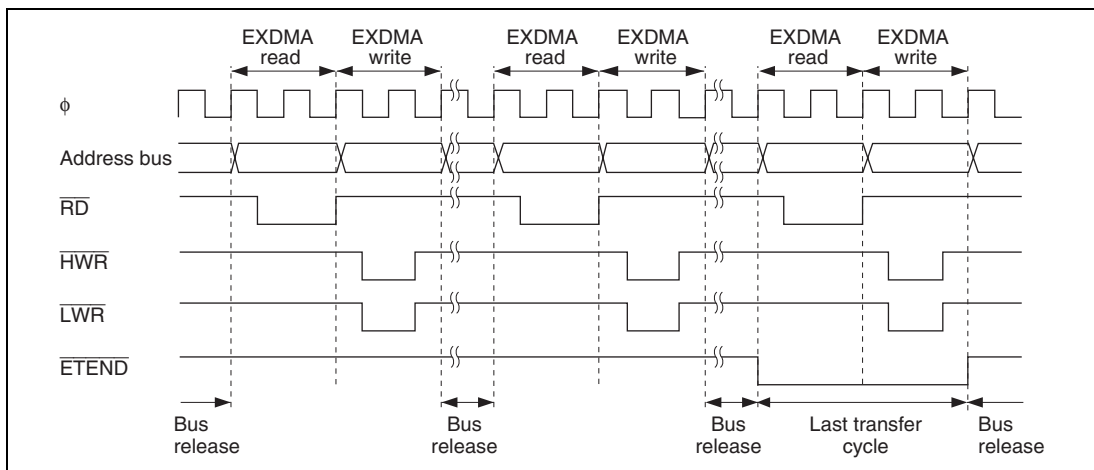 EXDMA read
EXDMA write
EXDMA read
EXDMA write
EXDMA read
EXDMA write
ϕ
Address bus
RD
HWR
LWR
ETEND
Bus release
Bus release
Bus release
Last transfer cycle
Bus release